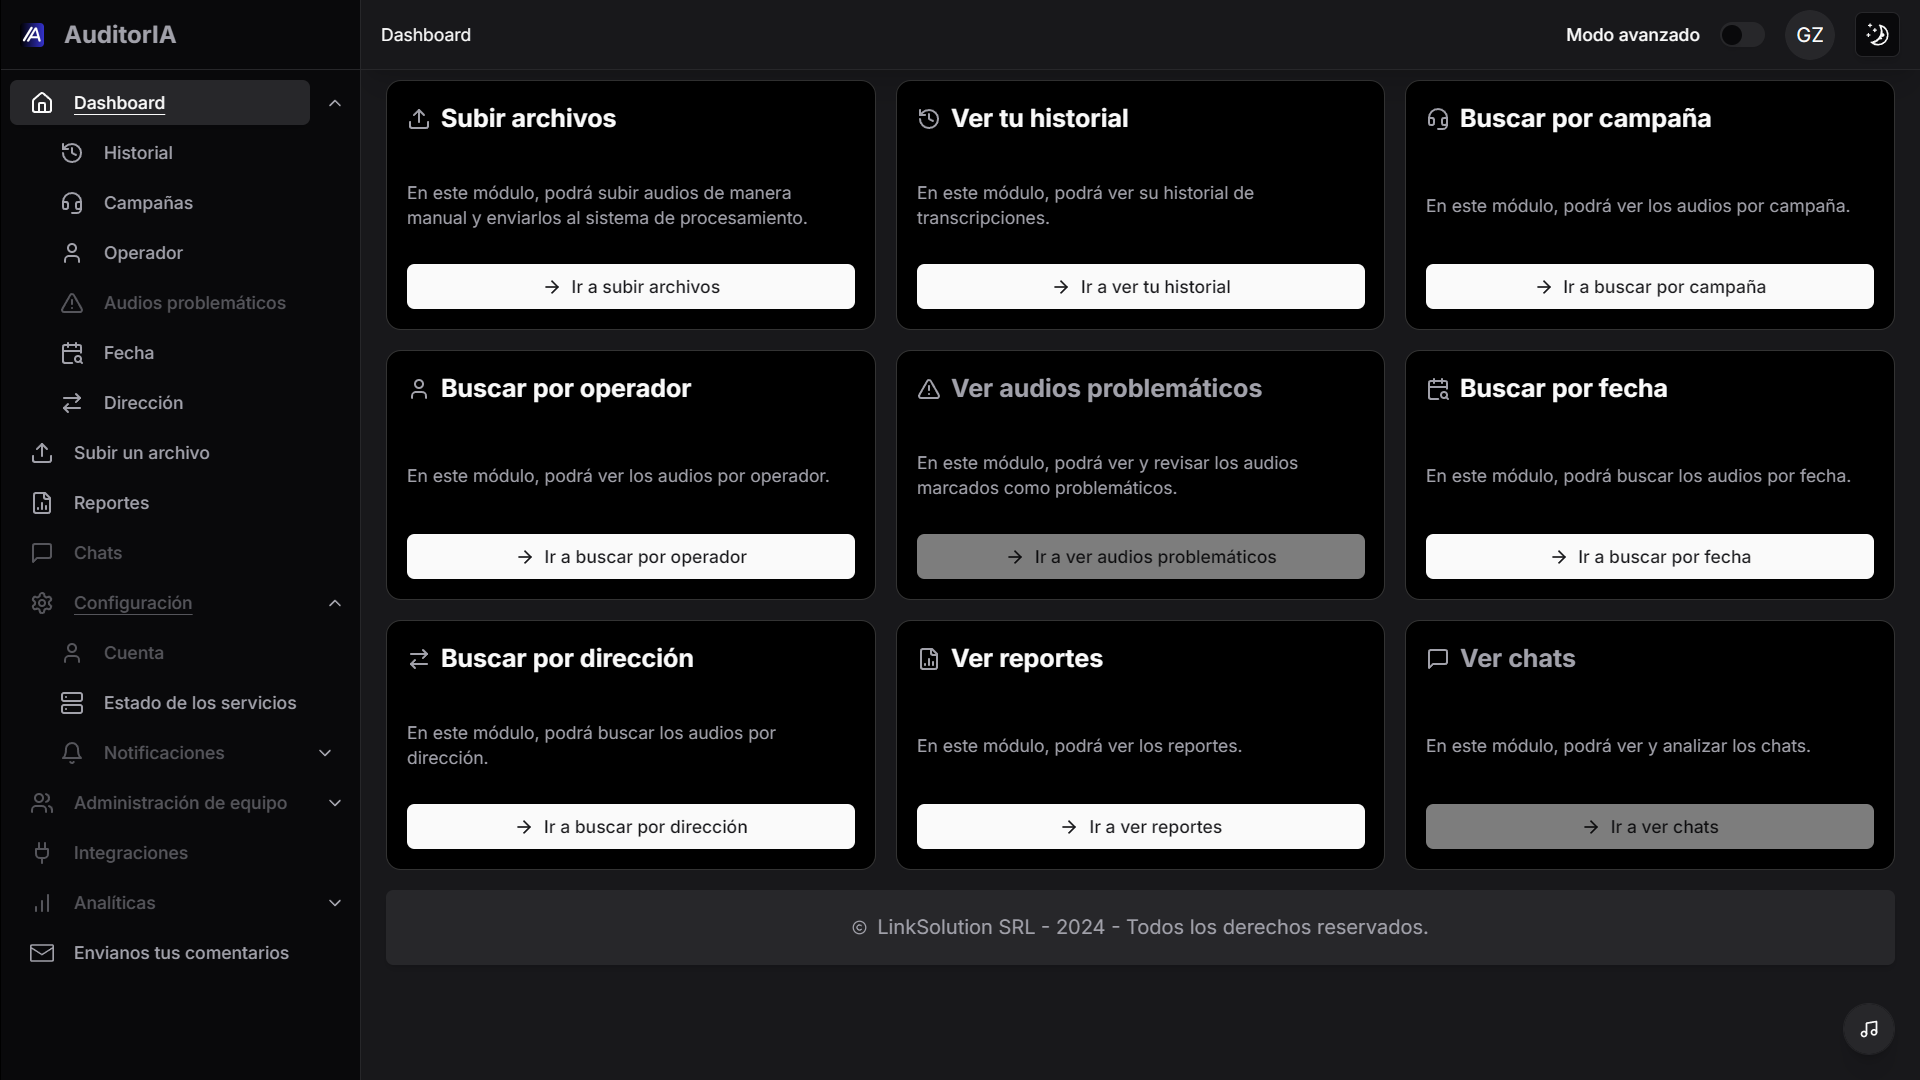 AuditorIA
Dashboard
Historial
Campañas
Operador
Audios problemáticos
Fecha
Dirección
Subir un archivo
Reportes
Chats
Configuración
Cuenta
Estado de los servicios
Notificaciones
Administración de equipo
Integraciones
Analíticas
Envianos tus comentarios
Dashboard
Modo avanzado
GZ
Subir archivos
En este módulo, podrá subir audios de manera
manual y enviarlos al sistema de procesamiento.
Ir a subir archivos
Ver tu historial
En este módulo, podrá ver su historial de
transcripciones.
Ir a ver tu historial
Buscar por campaña
En este módulo, podrá ver los audios por campaña.
Ir a buscar por campaña
Buscar por operador
En este módulo, podrá ver los audios por operador.
Ir a buscar por operador
Ver audios problemáticos
En este módulo, podrá ver y revisar los audios
marcados como problemáticos.
Ir a ver audios problemáticos
Buscar por fecha
En este módulo, podrá buscar los audios por fecha.
Ir a buscar por fecha
Buscar por dirección
En este módulo, podrá buscar los audios por
dirección.
Ir a buscar por dirección
Ver reportes
En este módulo, podrá ver los reportes.
Ir a ver reportes
Ver chats
En este módulo, podrá ver y analizar los chats.
Ir a ver chats
© LinkSolution SRL - 2024 - Todos los derechos reservados.